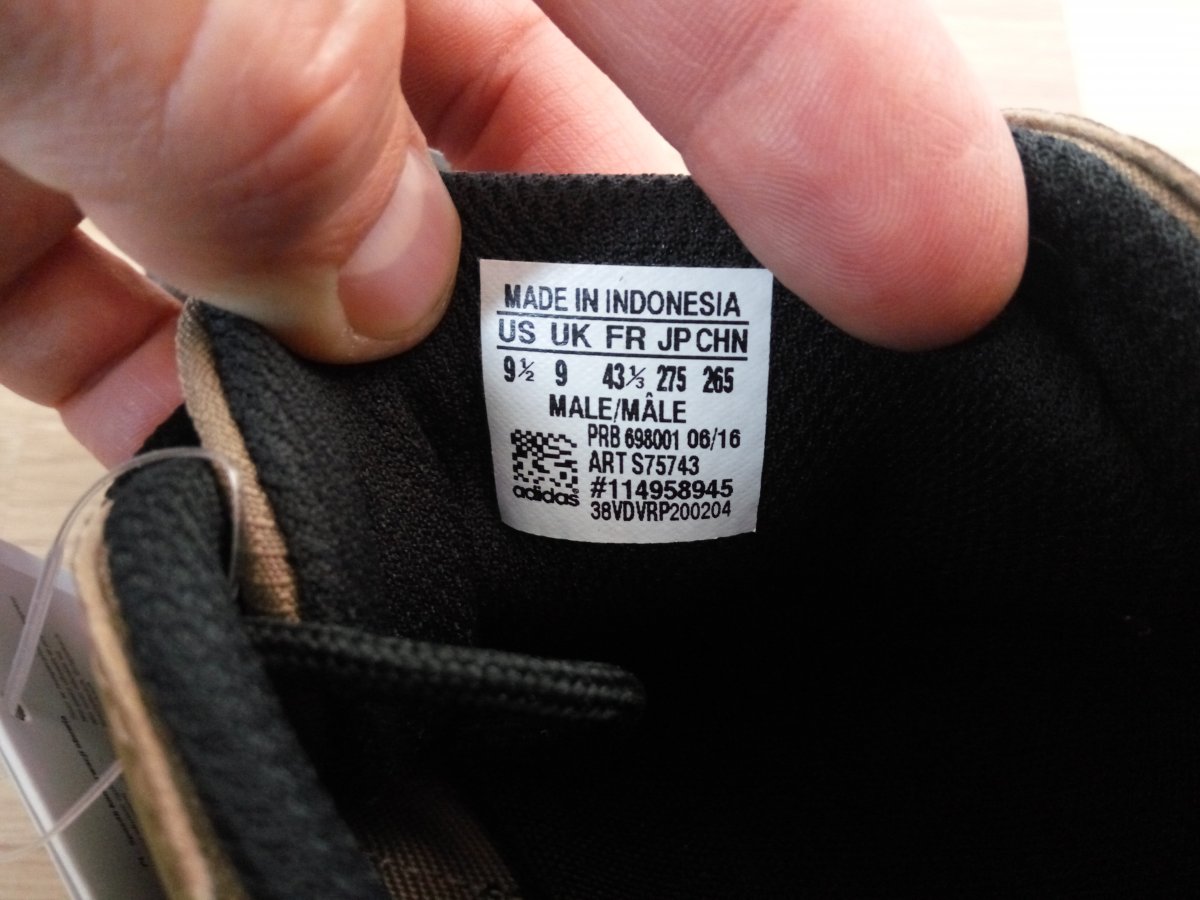 MADE IN INDONESIA
US UK FR JP CHN
9½ 9 43⅓ 275 265
MALE/MÂLE
PRB 698001 06/16
ART S75743
#114958945
adidas
38VDVRP200204